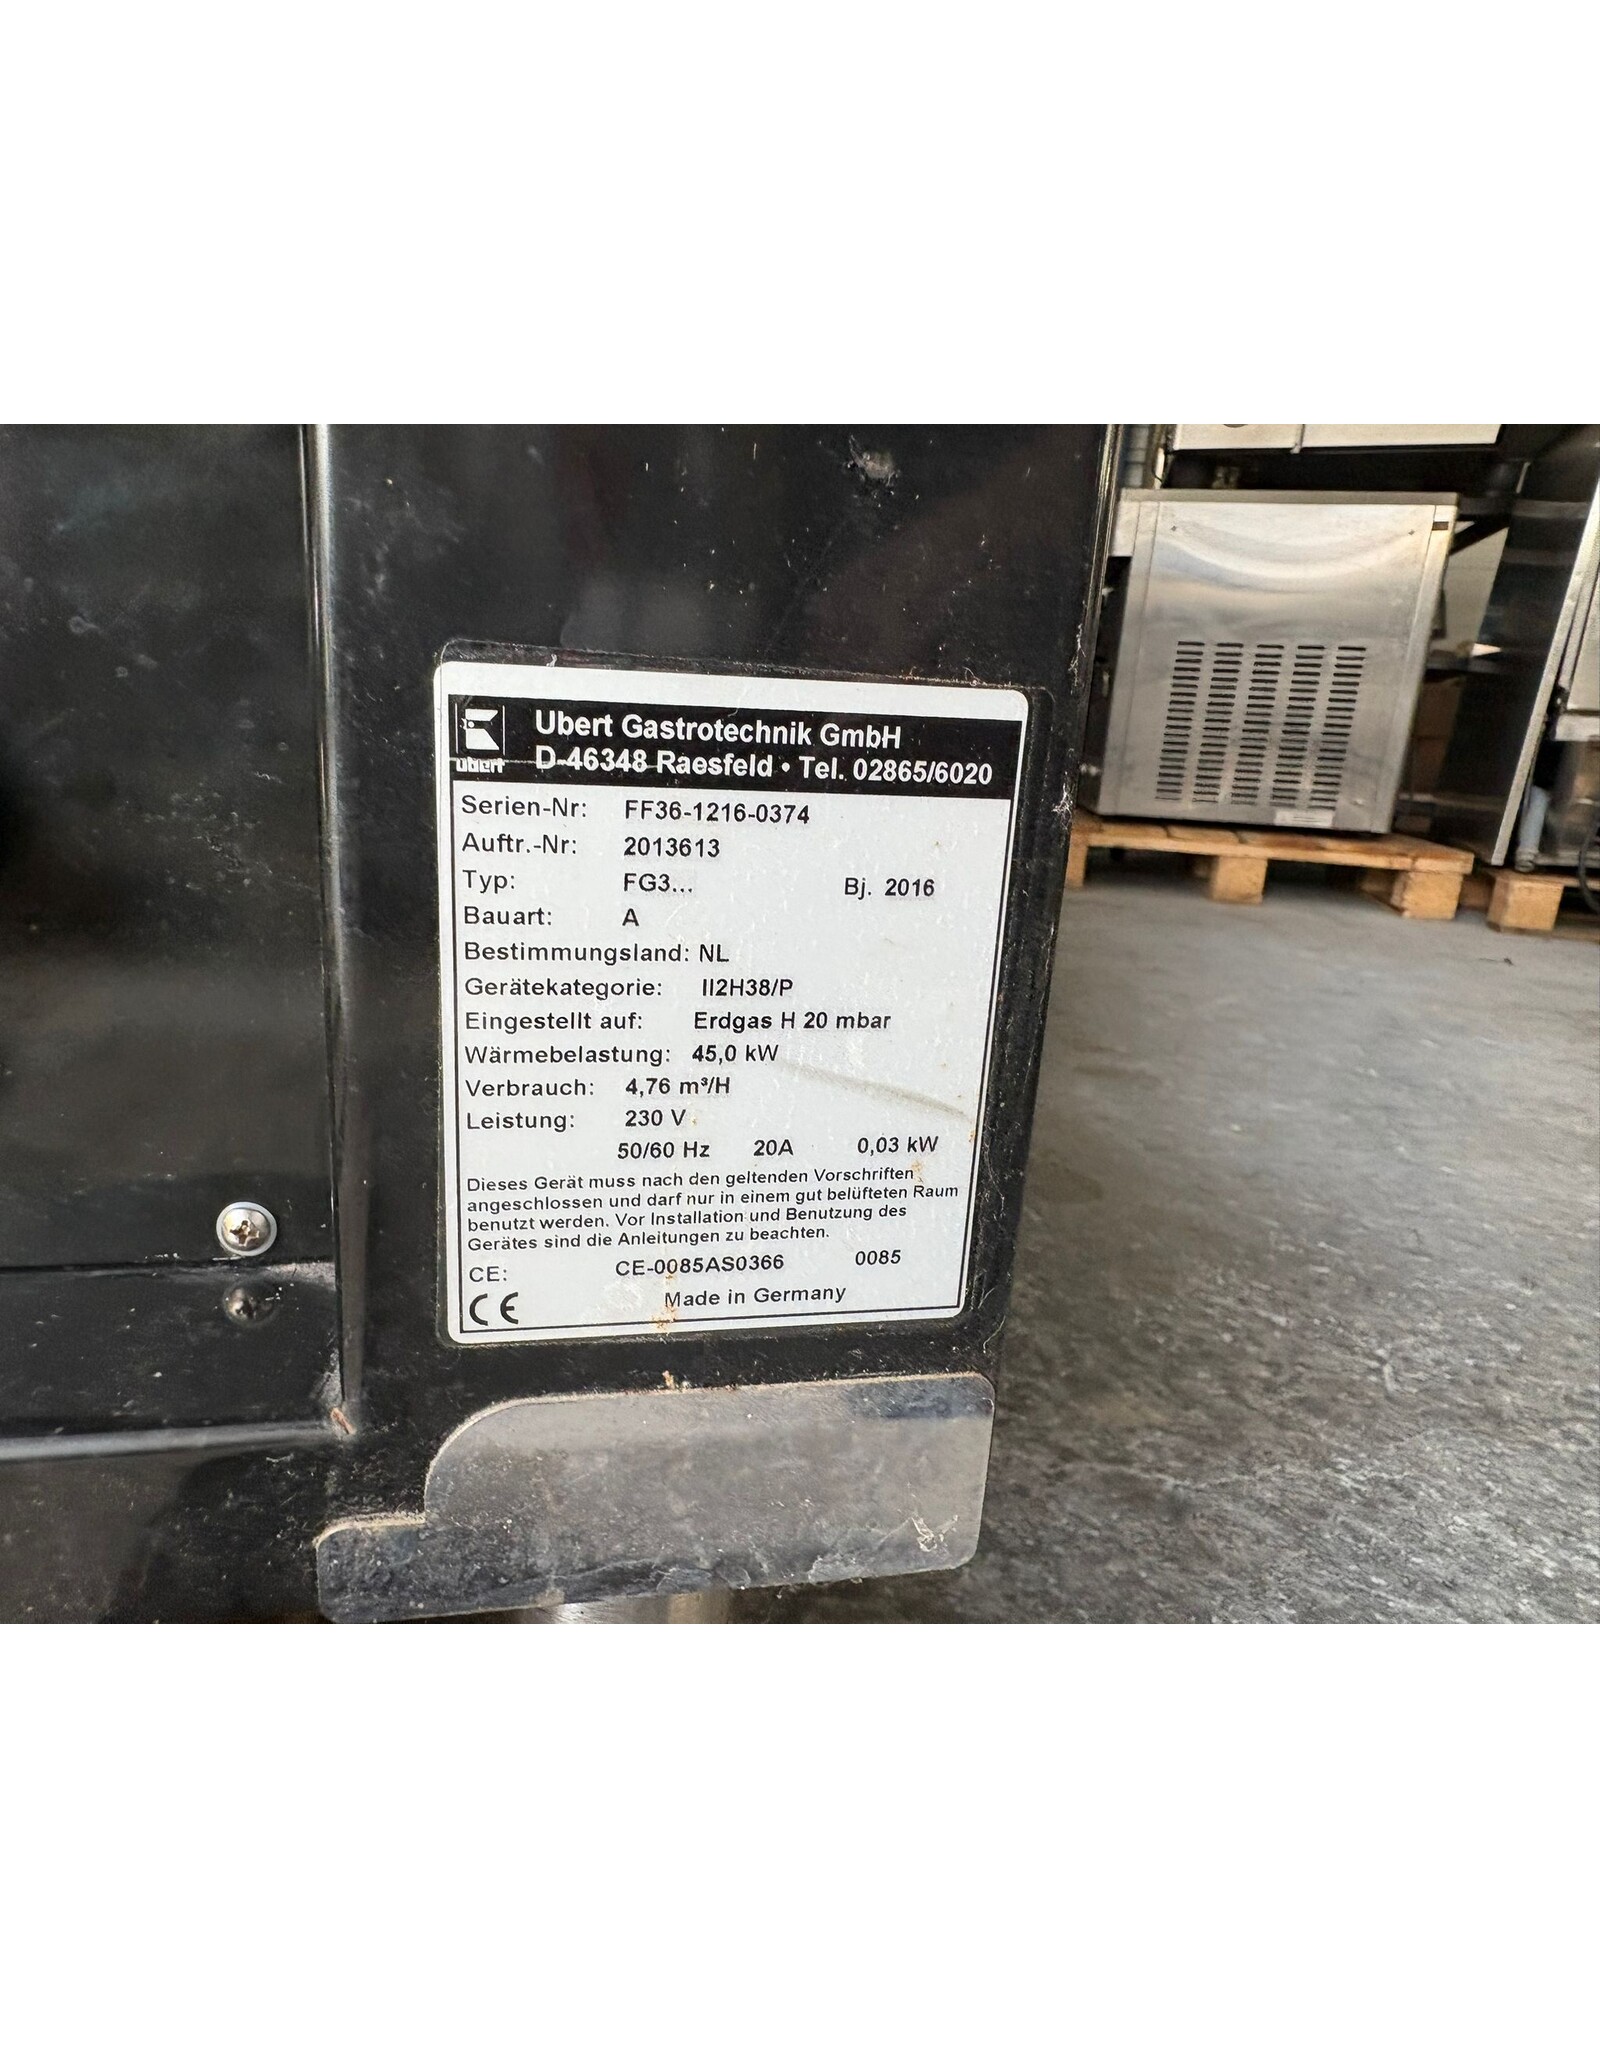 Ubert Gastrotechnik GmbH
ubert D-46348 Raesfeld • Tel. 02865/6020
Serien-Nr: FF36-1216-0374
Auftr.-Nr: 2013613
Typ: FG3... Bj. 2016
Bauart: A
Bestimmungsland: NL
Gerätekategorie: II2H38/P
Eingestellt auf: Erdgas H 20 mbar
Wärmebelastung: 45,0 kW
Verbrauch: 4,76 m³/H
Leistung: 230 V
50/60 Hz 20A 0,03 kW
Dieses Gerät muss nach den geltenden Vorschriften
angeschlossen und darf nur in einem gut belüfteten Raum
benutzt werden. Vor Installation und Benutzung des
Gerätes sind die Anleitungen zu beachten.
CE: CE-0085AS0366 0085
CE Made in Germany